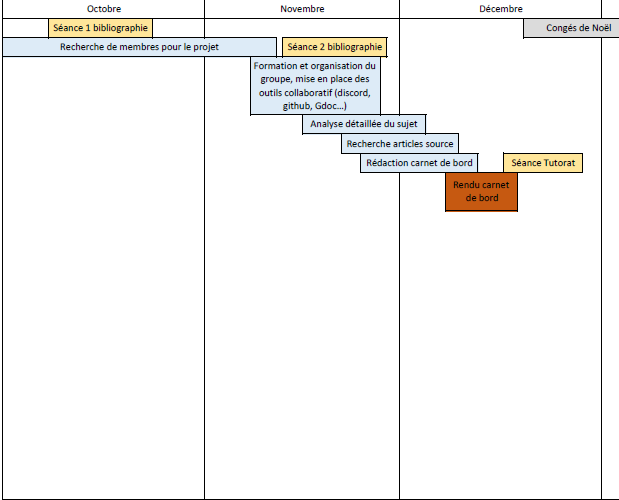 Octobre
Novembre
Décembre
Séance 1 bibliographie
Congés de Noël
Recherche de membres pour le projet
Séance 2 bibliographie
Formation et organisation du
groupe, mise en place des
outils collaboratif (discord,
github, Gdoc...)
Analyse détaillée du sujet
Recherche articles source
Rédaction carnet de bord
Séance Tutorat
Rendu carnet
de bord